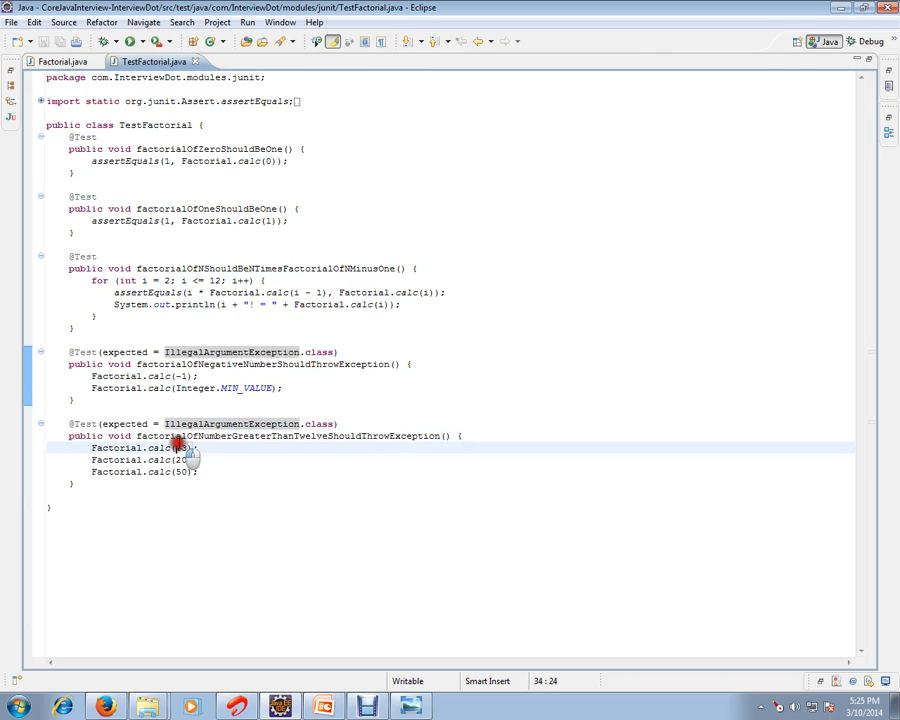 Java - CoreJavaInterview-InterviewDot/src/test/java/com/InterviewDot/modules/junit/TestFactorial.java - Eclipse
File Edit Source Refactor Navigate Search Project Run Window Help
Java Debug
Factorial.java TestFactorial.java
package com.InterviewDot.modules.junit;
import static org.junit.Assert.assertEquals;
public class TestFactorial {
@Test
public void factorialOfZeroShouldBeOne() {
assertEquals(1, Factorial.calc(0));
}
@Test
public void factorialOfOneShouldBeOne() {
assertEquals(1, Factorial.calc(1));
}
@Test
public void factorialOfNShouldBeNTimesFactorialOfNMinusOne() {
for (int i = 2; i <= 12; i++) {
assertEquals(i * Factorial.calc(i - 1), Factorial.calc(i));
System.out.println(i + "! = " + Factorial.calc(i));
}
}
@Test(expected = IllegalArgumentException.class)
public void factorialOfNegativeNumberShouldThrowException() {
Factorial.calc(-1);
Factorial.calc(Integer.MIN_VALUE);
}
@Test(expected = IllegalArgumentException.class)
public void factorialOfNumberGreaterThanTwelveShouldThrowException() {
Factorial.calc(
Factorial.calc(20
Factorial.calc(50);
}
}
Writable Smart Insert 34 : 24
5:25 PM
3/10/2014